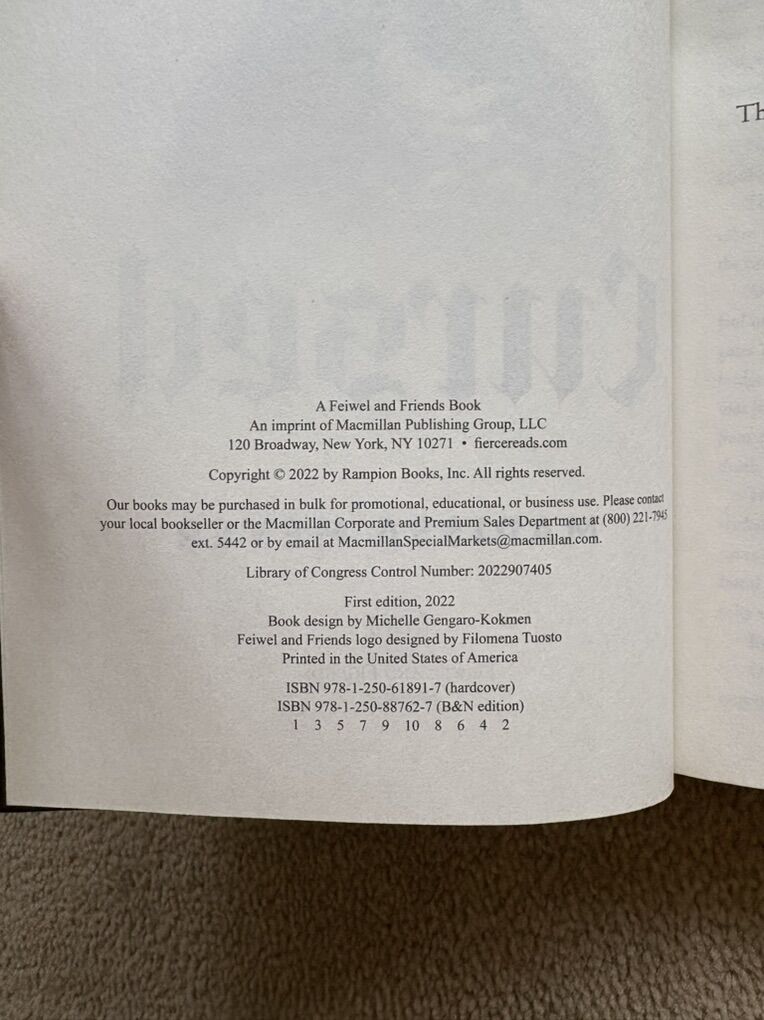 Th
A Feiwel and Friends Book
An imprint of Macmillan Publishing Group, LLC
120 Broadway, New York, NY 10271 • fiercereads.com
Copyright © 2022 by Rampion Books, Inc. All rights reserved.
Our books may be purchased in bulk for promotional, educational, or business use. Please contact
your local bookseller or the Macmillan Corporate and Premium Sales Department at (800) 221-7945
ext. 5442 or by email at MacmillanSpecialMarkets@macmillan.com.
Library of Congress Control Number: 2022907405
First edition, 2022
Book design by Michelle Gengaro-Kokmen
Feiwel and Friends logo designed by Filomena Tuosto
Printed in the United States of America
ISBN 978-1-250-61891-7 (hardcover)
ISBN 978-1-250-88762-7 (B&N edition)
1 3 5 7 9 10 8 6 4 2